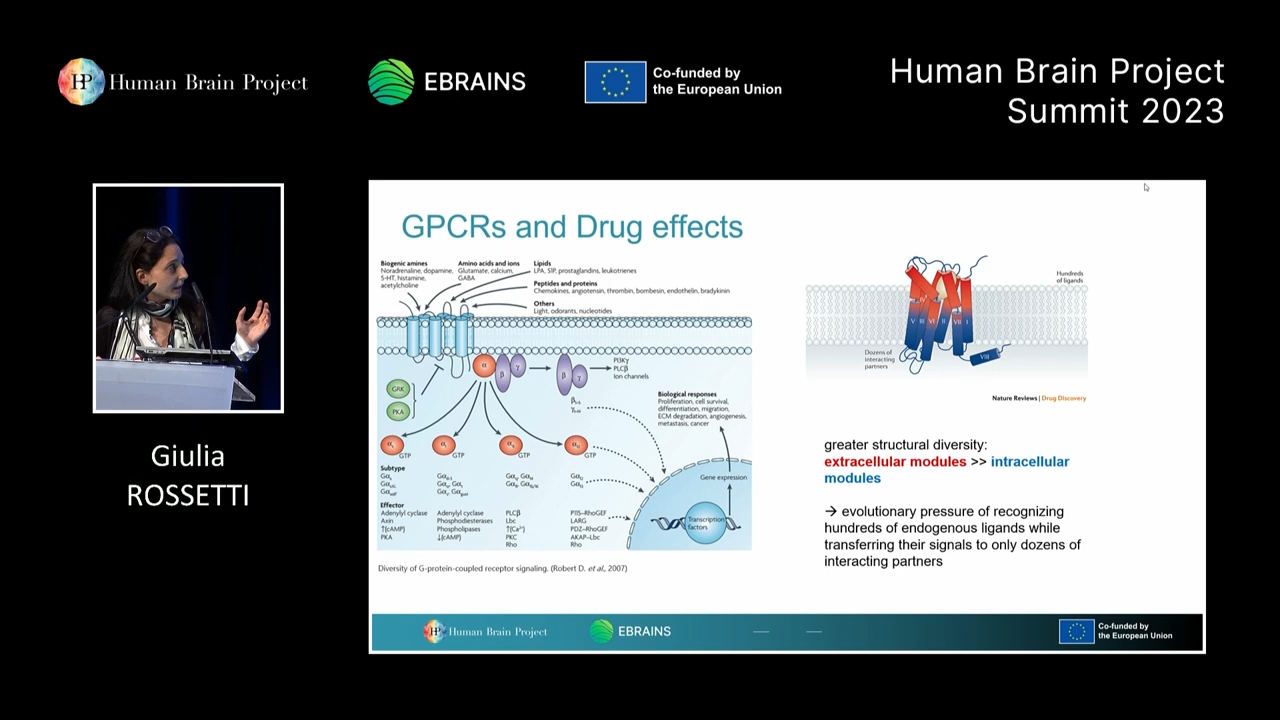 Human Brain Project
EBRAINS
Co-funded by
the European Union
Human Brain Project
Summit 2023
Giulia
ROSSETTI
GPCRs and Drug effects
Biogenic amines
Noradrenaline, dopamine,
5-HT, histamine,
acetylcholine
Amino acids and ions
Glutamate, calcium,
GABA
Lipids
LPA, SIP, prostaglandins, leukotrienes
Peptides and proteins
Chemokines, angiotensin, thrombin, bombesin, endothelin, bradykinin
Others
Light, odorants, nucleotides
α
β
γ
β
γ
PI3Kγ
PLCβ
Ion channels
GRK
PKA
Biological responses
Proliferation, cell survival,
differentiation, migration,
ECM degradation, angiogenesis,
metastasis, cancer
GTP
GTP
GTP
GTP
Gene expression
Transcription
factors
Subtype
Effector
Adenylyl cyclase
Axin
↑[cAMP]
PKA
Adenylyl cyclase
Phosphodiesterases
Phospholipases
↓[cAMP]
PLCβ
Lbc
↑[Ca²⁺]
PKC
Rho
P115–RhoGEF
LARG
PDZ–RhoGEF
AKAP–Lbc
Rho
Diversity of G-protein-coupled receptor signaling. (Robert D. et al., 2007)
Hundreds
of ligands
V III VI II VII I
VIII
Dozens of
interacting
partners
Nature Reviews | Drug Discovery
greater structural diversity:
extracellular modules >> intracellular
modules
→ evolutionary pressure of recognizing
hundreds of endogenous ligands while
transferring their signals to only dozens of
interacting partners
Human Brain Project
EBRAINS
Co-funded by
the European Union